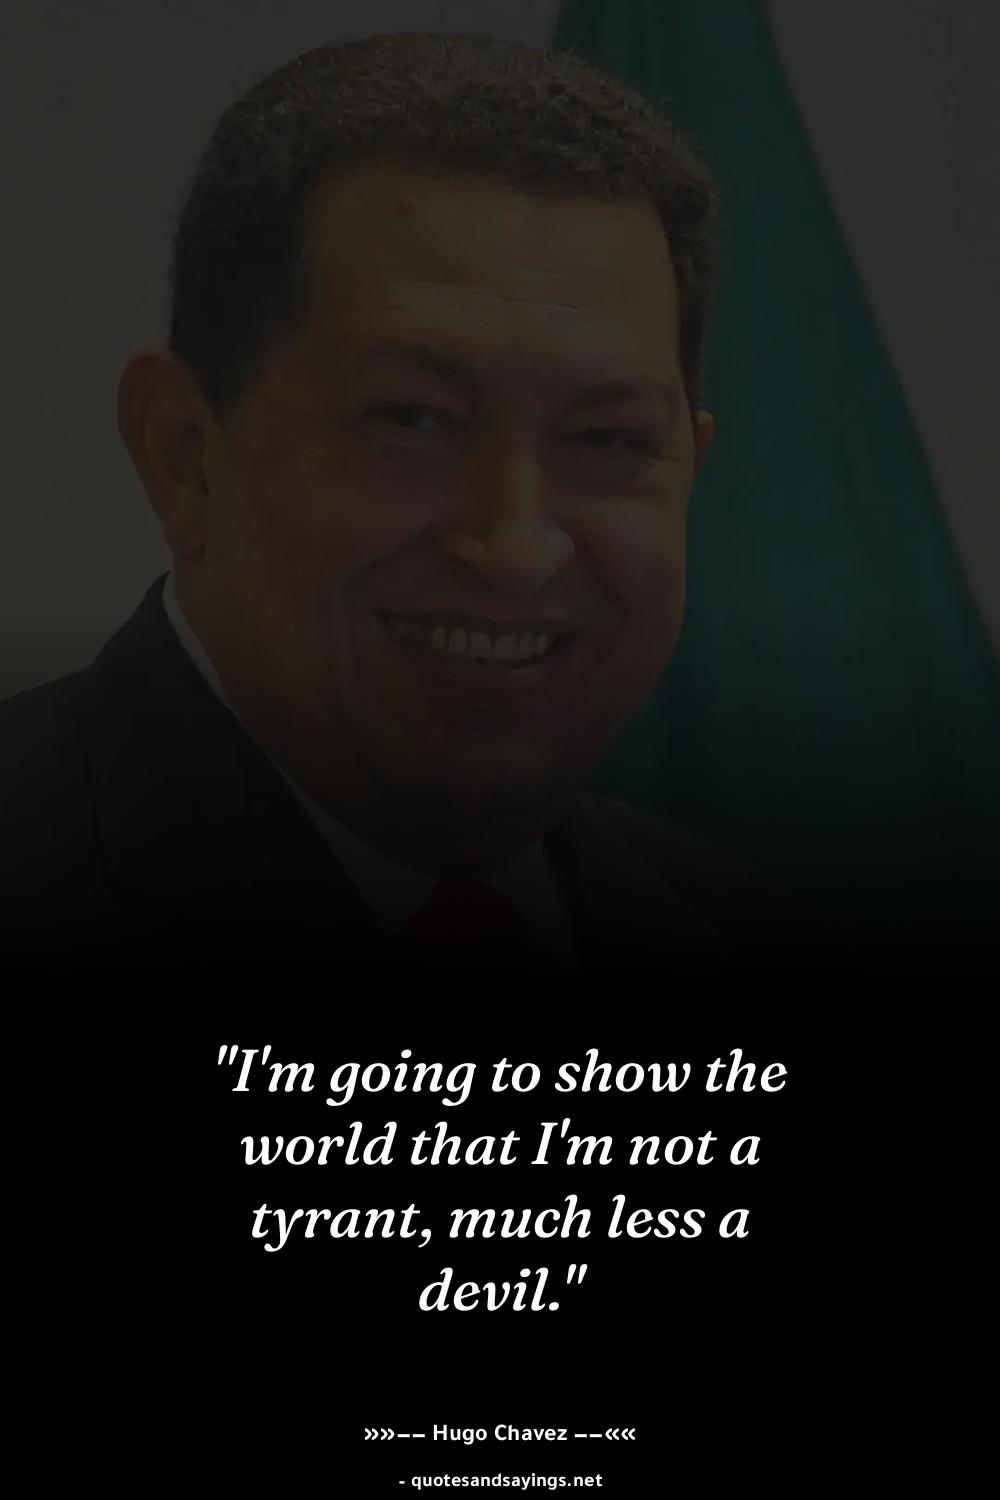 "I'm going to show the
world that I'm not a
tyrant, much less a
devil."
»»−− Hugo Chavez −−««
- quotesandsayings.net